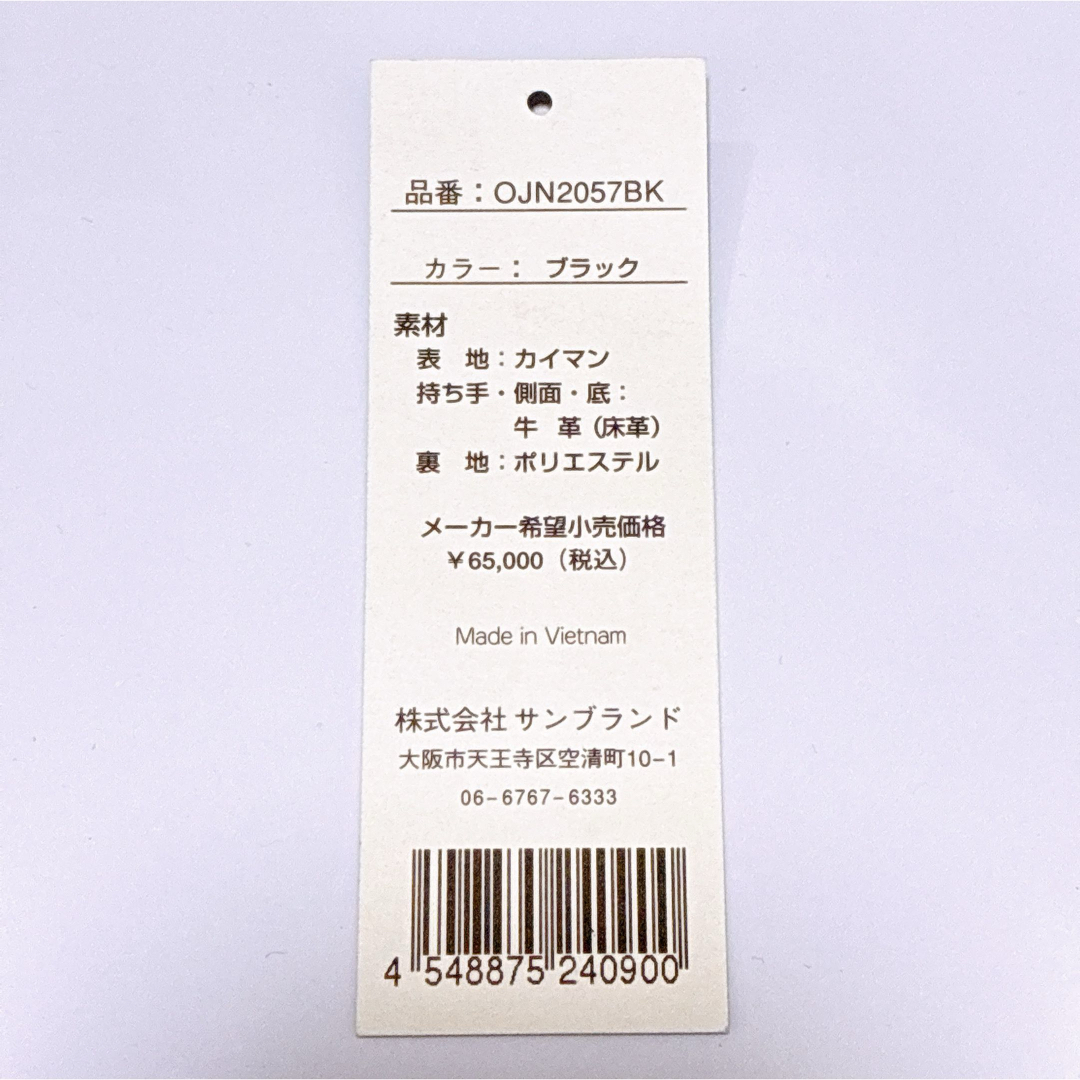 品番：OJN2057BK
カラー： ブラック
素材
表 地：カイマン
持ち手・側面・底：
牛 革（床革）
裏 地：ポリエステル
メーカー希望小売価格
￥65,000（税込）
Made in Vietnam
株式会社 サンブランド
大阪市天王寺区空清町10−1
06−6767−6333
4 548875 240900